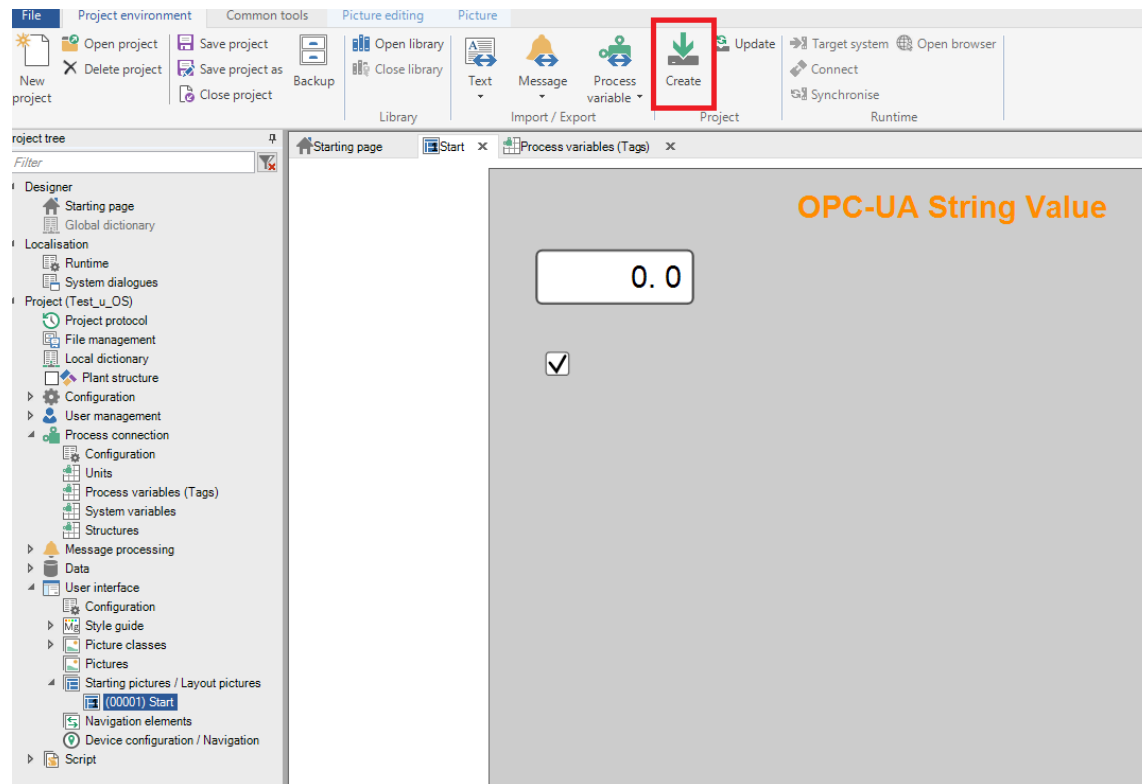 File Project environment Common tools Picture editing Picture
New project
Open project
Delete project
Save project
Save project as
Close project
Backup
Open library
Close library
Library
Text
Message
Process variable
Import / Export
Create
Update
Project
Target system
Open browser
Connect
Synchronise
Runtime
roject tree
Filter
Designer
Starting page
Global dictionary
Localisation
Runtime
System dialogues
Project (Test_u_OS)
Project protocol
File management
Local dictionary
Plant structure
Configuration
User management
Process connection
Configuration
Units
Process variables (Tags)
System variables
Structures
Message processing
Data
User interface
Configuration
Mg Style guide
Picture classes
Pictures
Starting pictures / Layout pictures
(00001) Start
Navigation elements
Device configuration / Navigation
Script
Starting page Start Process variables (Tags)
OPC-UA String Value
0. 0